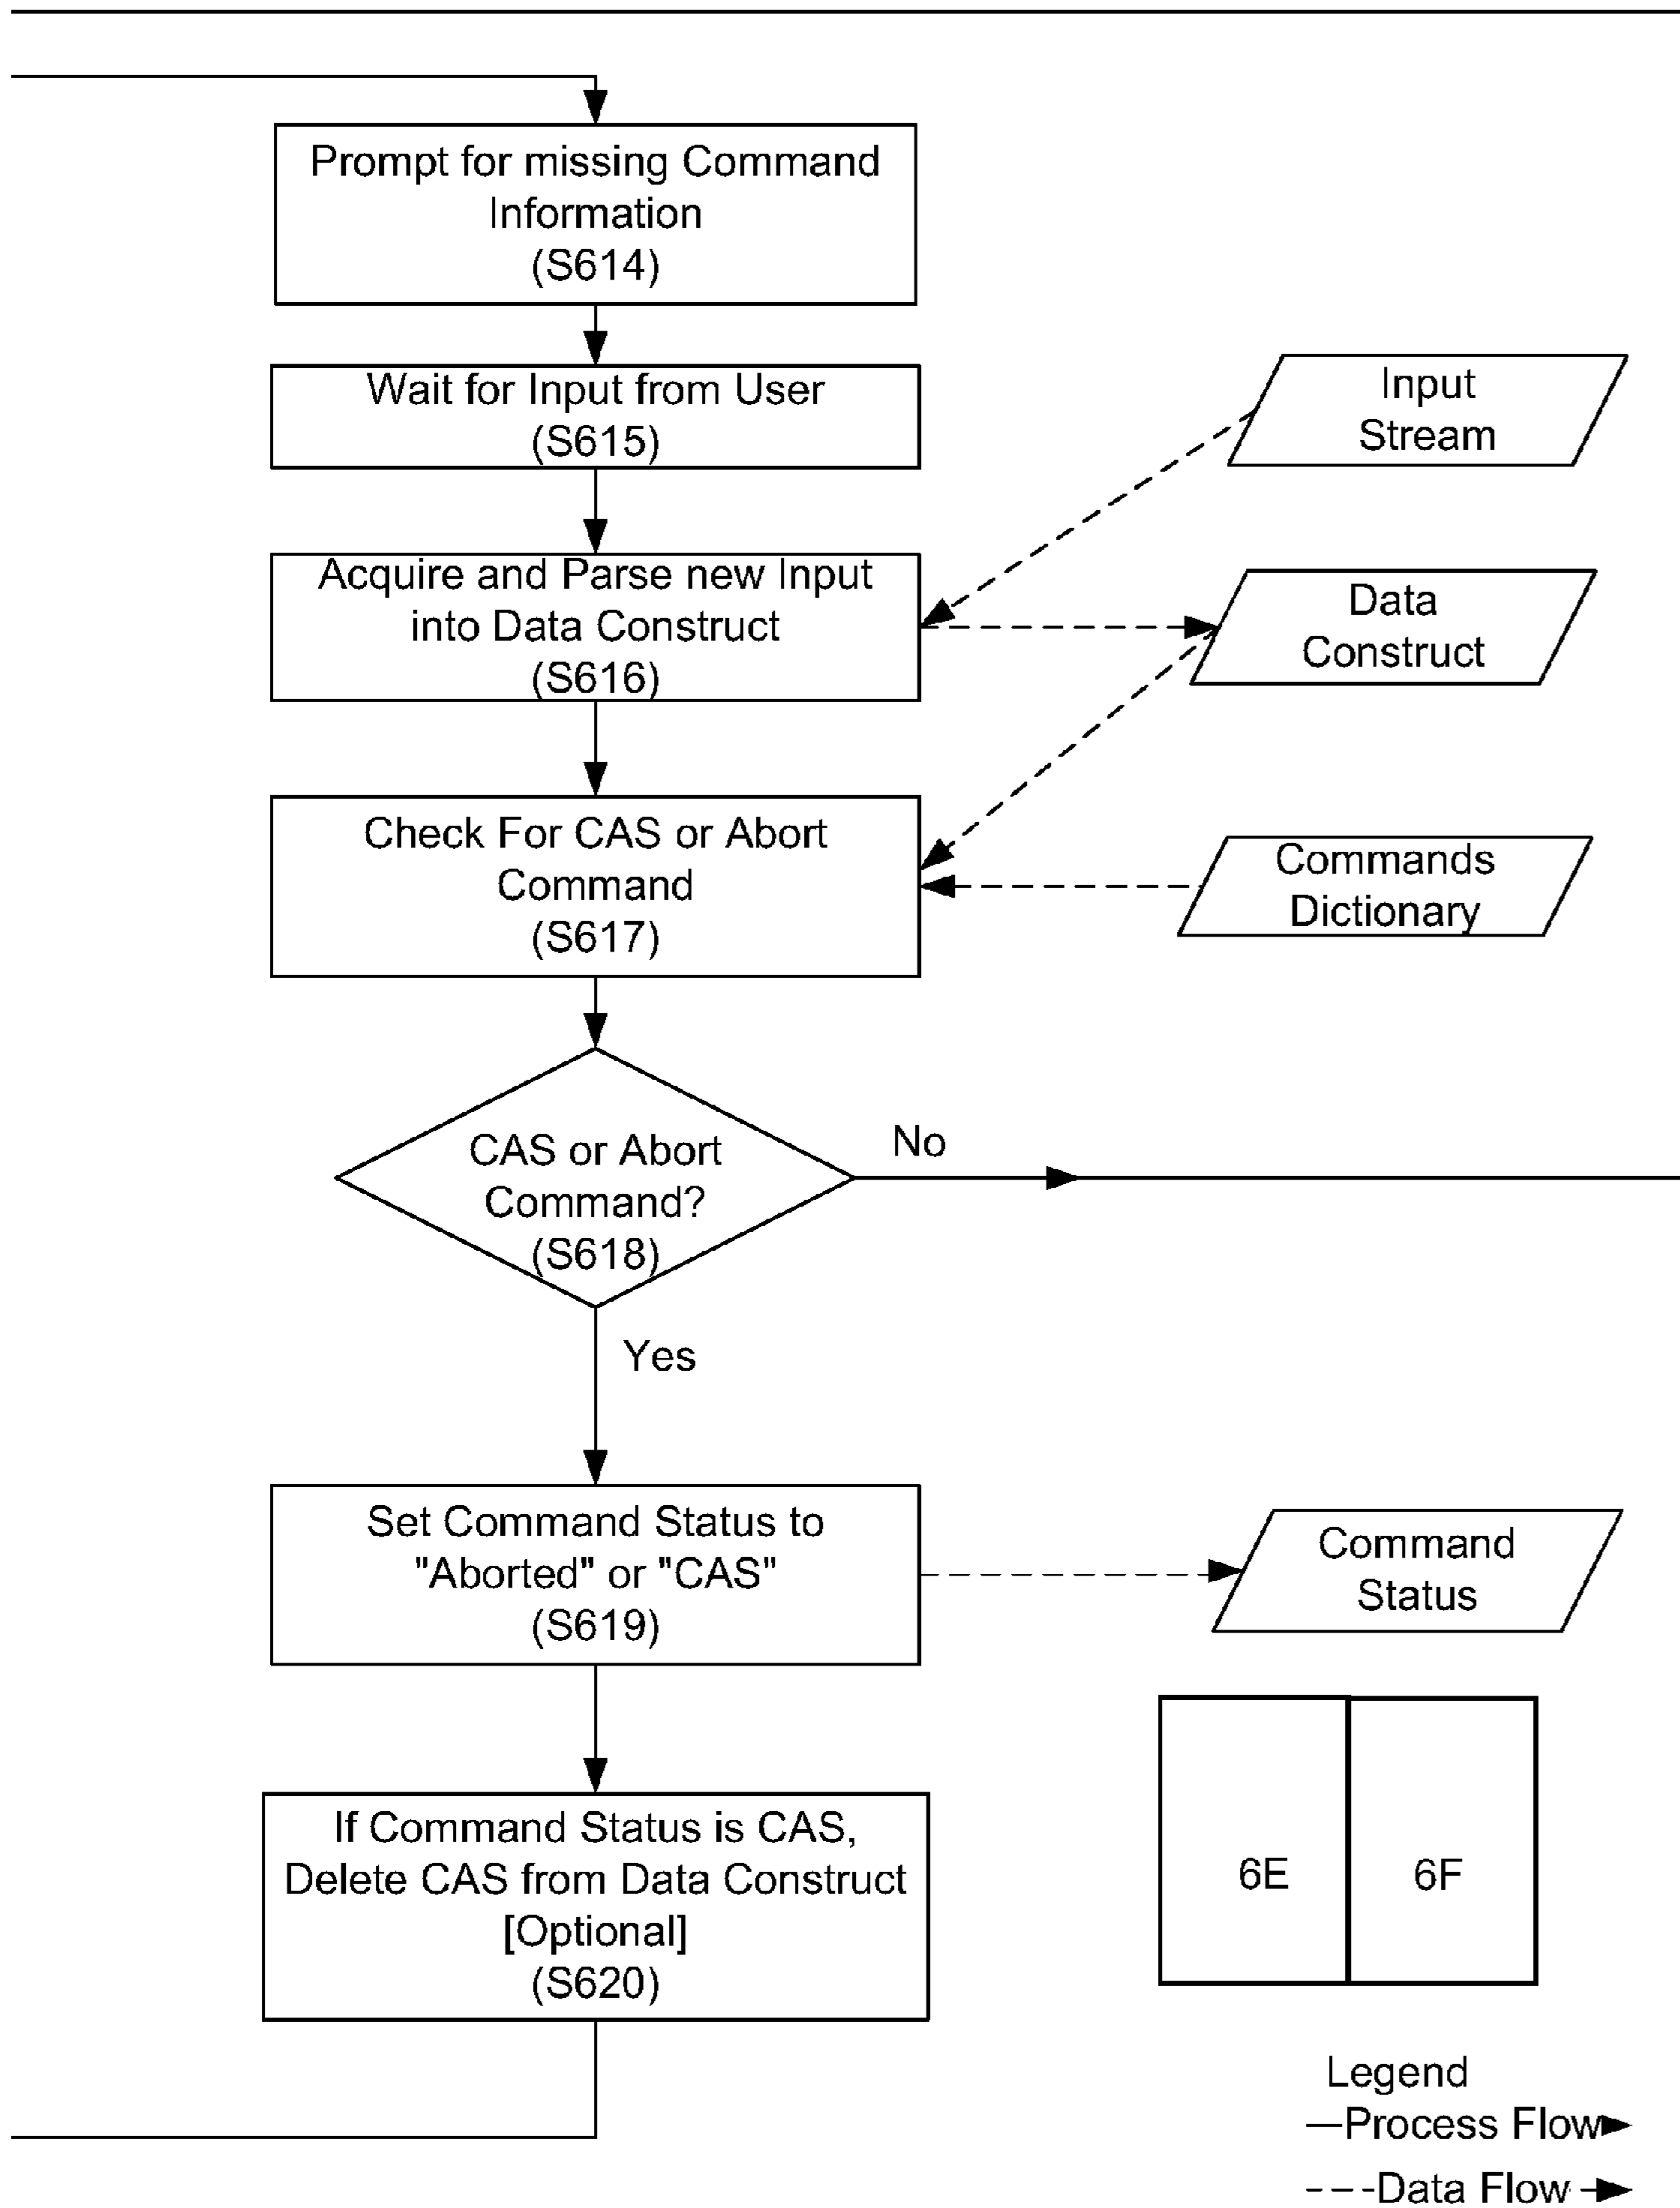 Prompt for missing Command
Information
(S614)
Wait for Input from User
(S615)
Input
Stream
Acquire and Parse new Input
into Data Construct
(S616)
Data
Construct
Check For CAS or Abort
Command
(S617)
Commands
Dictionary
CAS or Abort
Command?
(S618)
No
Yes
Set Command Status to
"Aborted" or "CAS"
(S619)
Command
Status
If Command Status is CAS,
Delete CAS from Data Construct
[Optional]
(S620)
6E
6F
Legend
Process Flow
Data Flow